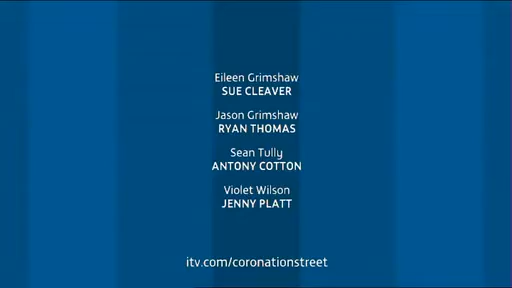 Eileen Grimshaw
SUE CLEAVER
Jason Grimshaw
RYAN THOMAS
Sean Tully
ANTONY COTTON
Violet Wilson
JENNY PLATT
itv.com/coronationstreet